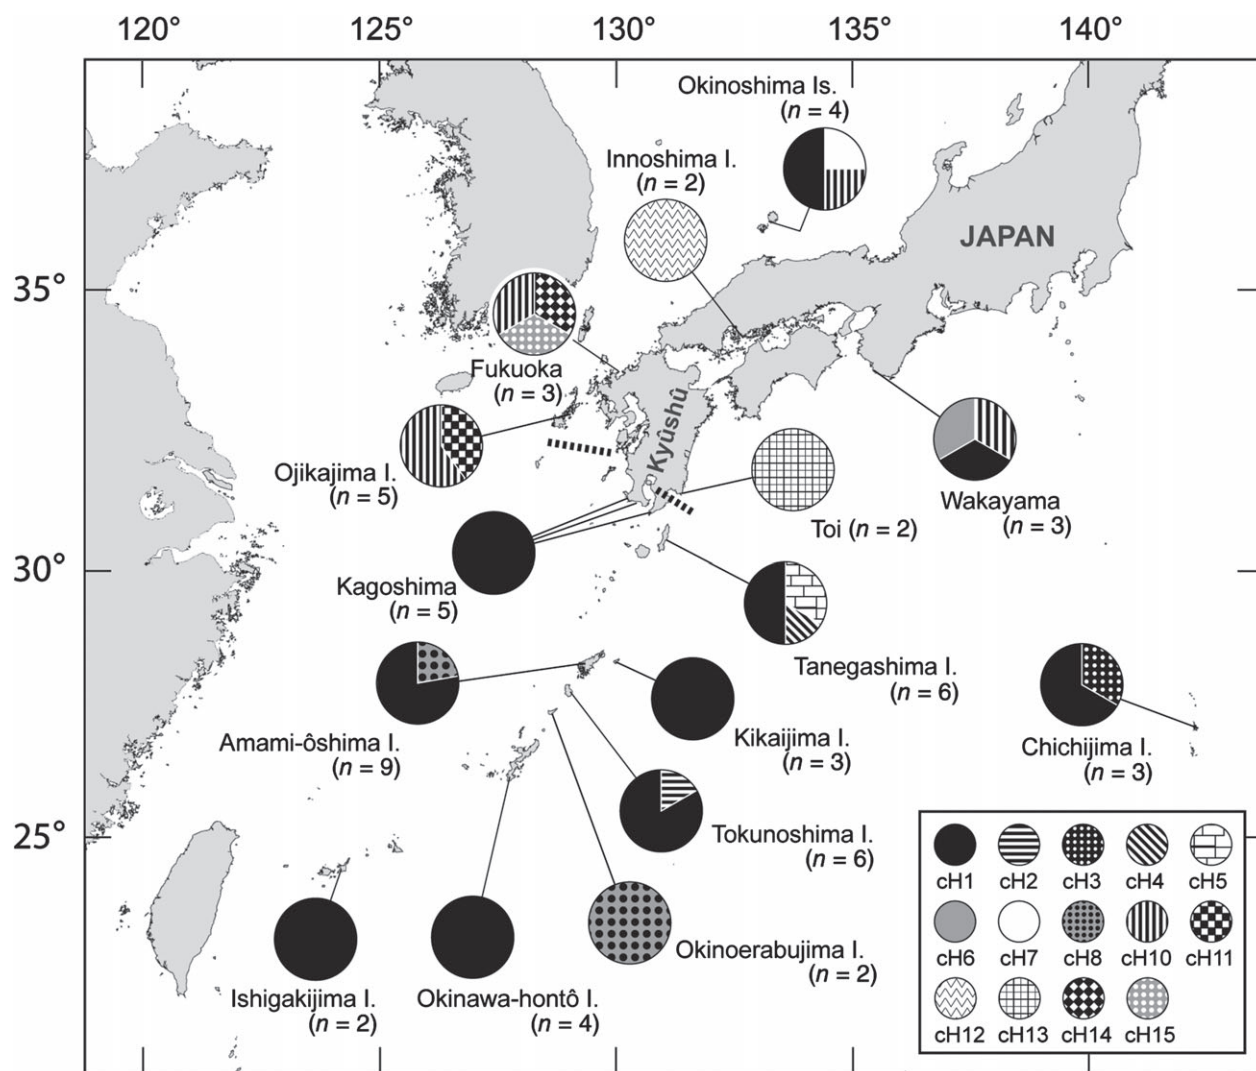 120°
125°
130°
135°
140°
Okinoshima Is.
(n = 4)
Innoshima I.
(n = 2)
JAPAN
35°
Fukuoka
(n = 3)
Kyûshû
Ojikajima I.
(n = 5)
Toi (n = 2)
Wakayama
(n = 3)
30°
Kagoshima
(n = 5)
Tanegashima I.
(n = 6)
Amami-ôshima I.
(n = 9)
Kikaijima I.
(n = 3)
Chichijima I.
(n = 3)
25°
Tokunoshima I.
(n = 6)
Okinoerabujima I.
(n = 2)
Ishigakijima I.
(n = 2)
Okinawa-hontô I.
(n = 4)
cH1 cH2 cH3 cH4 cH5
cH6 cH7 cH8 cH10 cH11
cH12 cH13 cH14 cH15